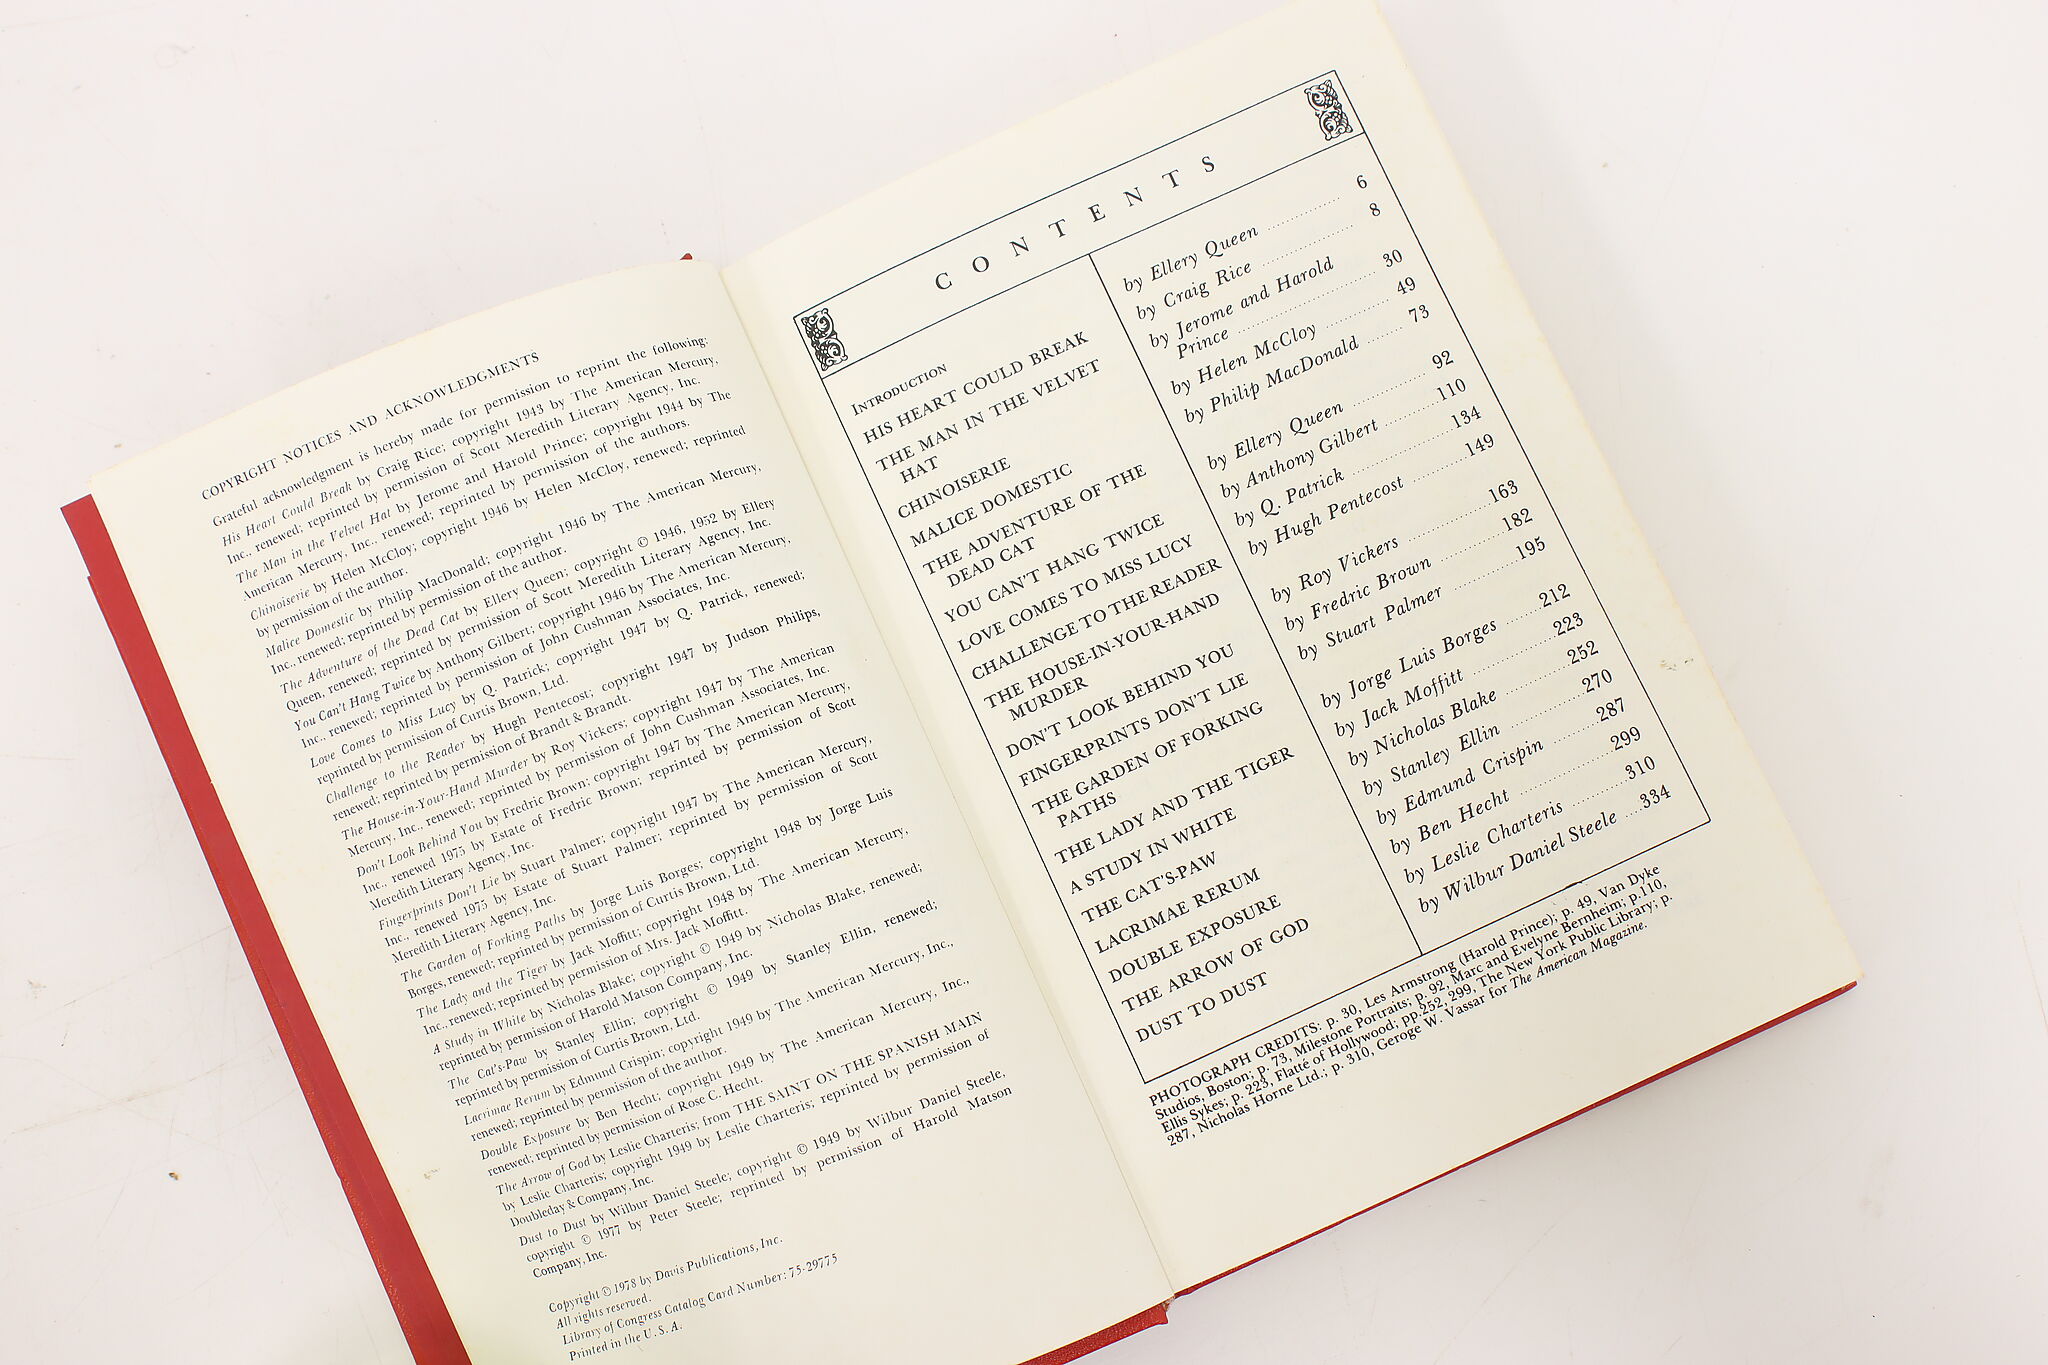 COPYRIGHT NOTICES AND ACKNOWLEDGMENTS
Grateful acknowledgment is hereby made for permission to reprint the following:
His Heart Could Break by Craig Rice; copyright 1943 by The American Mercury,
Inc., renewed; reprinted by permission of Scott Meredith Literary Agency, Inc.
The Man in the Velvet Hat by Jerome and Harold Prince; copyright 1944 by The
American Mercury, Inc., renewed; reprinted by permission of the authors.
Chinoiserie by Helen McCloy; copyright 1946 by Helen McCloy, renewed; reprinted
by permission of the author.
Malice Domestic by Philip MacDonald; copyright 1946 by The American Mercury,
Inc., renewed; reprinted by permission of the author.
The Adventure of the Dead Cat by Ellery Queen; copyright © 1946, 1952 by Ellery
Queen, renewed; reprinted by permission of Scott Meredith Literary Agency, Inc.
You Can't Hang Twice by Anthony Gilbert; copyright 1946 by The American Mercury,
Inc., renewed; reprinted by permission of John Cushman Associates, Inc.
Love Comes to Miss Lucy by Q. Patrick; copyright 1947 by Q. Patrick, renewed;
reprinted by permission of Curtis Brown, Ltd.
Challenge to the Reader by Hugh Pentecost; copyright 1947 by Judson Philips,
renewed; reprinted by permission of Brandt & Brandt.
The House-in-Your-Hand Murder by Roy Vickers; copyright 1947 by The American
Mercury, Inc., renewed; reprinted by permission of John Cushman Associates, Inc.
Don't Look Behind You by Fredric Brown; copyright 1947 by The American Mercury,
Inc., renewed 1975 by Estate of Fredric Brown; reprinted by permission of Scott
Meredith Literary Agency, Inc.
Fingerprints Don't Lie by Stuart Palmer; copyright 1947 by The American Mercury,
Inc., renewed 1975 by Estate of Stuart Palmer; reprinted by permission of Scott
Meredith Literary Agency, Inc.
The Garden of Forking Paths by Jorge Luis Borges; copyright 1948 by Jorge Luis
Borges, renewed; reprinted by permission of Curtis Brown, Ltd.
The Lady and the Tiger by Jack Moffitt; copyright 1948 by The American Mercury,
Inc., renewed; reprinted by permission of Mrs. Jack Moffitt.
A Study in White by Nicholas Blake; copyright © 1949 by Nicholas Blake, renewed;
reprinted by permission of Harold Matson Company, Inc.
The Cat's-Paw by Stanley Ellin; copyright © 1949 by Stanley Ellin, renewed;
reprinted by permission of Curtis Brown, Ltd.
Lacrimae Rerum by Edmund Crispin; copyright 1949 by The American Mercury, Inc.,
renewed; reprinted by permission of the author.
Double Exposure by Ben Hecht; copyright 1949 by The American Mercury, Inc.,
renewed; reprinted by permission of Rose C. Hecht.
The Arrow of God by Leslie Charteris; from THE SAINT ON THE SPANISH MAIN
by Leslie Charteris; copyright 1949 by Leslie Charteris; reprinted by permission of
Doubleday & Company, Inc.
Dust to Dust by Wilbur Daniel Steele; copyright © 1949 by Wilbur Daniel Steele,
copyright © 1977 by Peter Steele; reprinted by permission of Harold Matson
Company, Inc.
Copyright © 1978 by Davis Publications, Inc.
All rights reserved.
Library of Congress Catalog Card Number: 75-29775
Printed in the U.S.A.
CONTENTS
INTRODUCTION by Ellery Queen 6
HIS HEART COULD BREAK by Craig Rice 8
THE MAN IN THE VELVET by Jerome and Harold
HAT Prince 30
CHINOISERIE by Helen McCloy 49
MALICE DOMESTIC by Philip MacDonald 73
THE ADVENTURE OF THE
DEAD CAT by Ellery Queen 92
YOU CAN'T HANG TWICE by Anthony Gilbert 110
LOVE COMES TO MISS LUCY by Q. Patrick 134
CHALLENGE TO THE READER by Hugh Pentecost 149
THE HOUSE-IN-YOUR-HAND
MURDER by Roy Vickers 163
DON'T LOOK BEHIND YOU by Fredric Brown 182
FINGERPRINTS DON'T LIE by Stuart Palmer 195
THE GARDEN OF FORKING
PATHS by Jorge Luis Borges 212
THE LADY AND THE TIGER by Jack Moffitt 223
A STUDY IN WHITE by Nicholas Blake 252
THE CAT'S-PAW by Stanley Ellin 270
LACRIMAE RERUM by Edmund Crispin 287
DOUBLE EXPOSURE by Ben Hecht 299
THE ARROW OF GOD by Leslie Charteris 310
DUST TO DUST by Wilbur Daniel Steele 334
PHOTOGRAPH CREDITS: p. 30, Les Armstrong (Harold Prince); p. 49, Van Dyke
Studios, Boston; p. 73, Milestone Portraits; p. 92, Marc and Evelyne Bernheim; p. 110,
Ellis Sykes; p. 223, Flatté of Hollywood; pp. 252, 299, The New York Public Library; p.
287, Nicholas Horne Ltd.; p. 310, Geroge W. Vassar for The American Magazine.